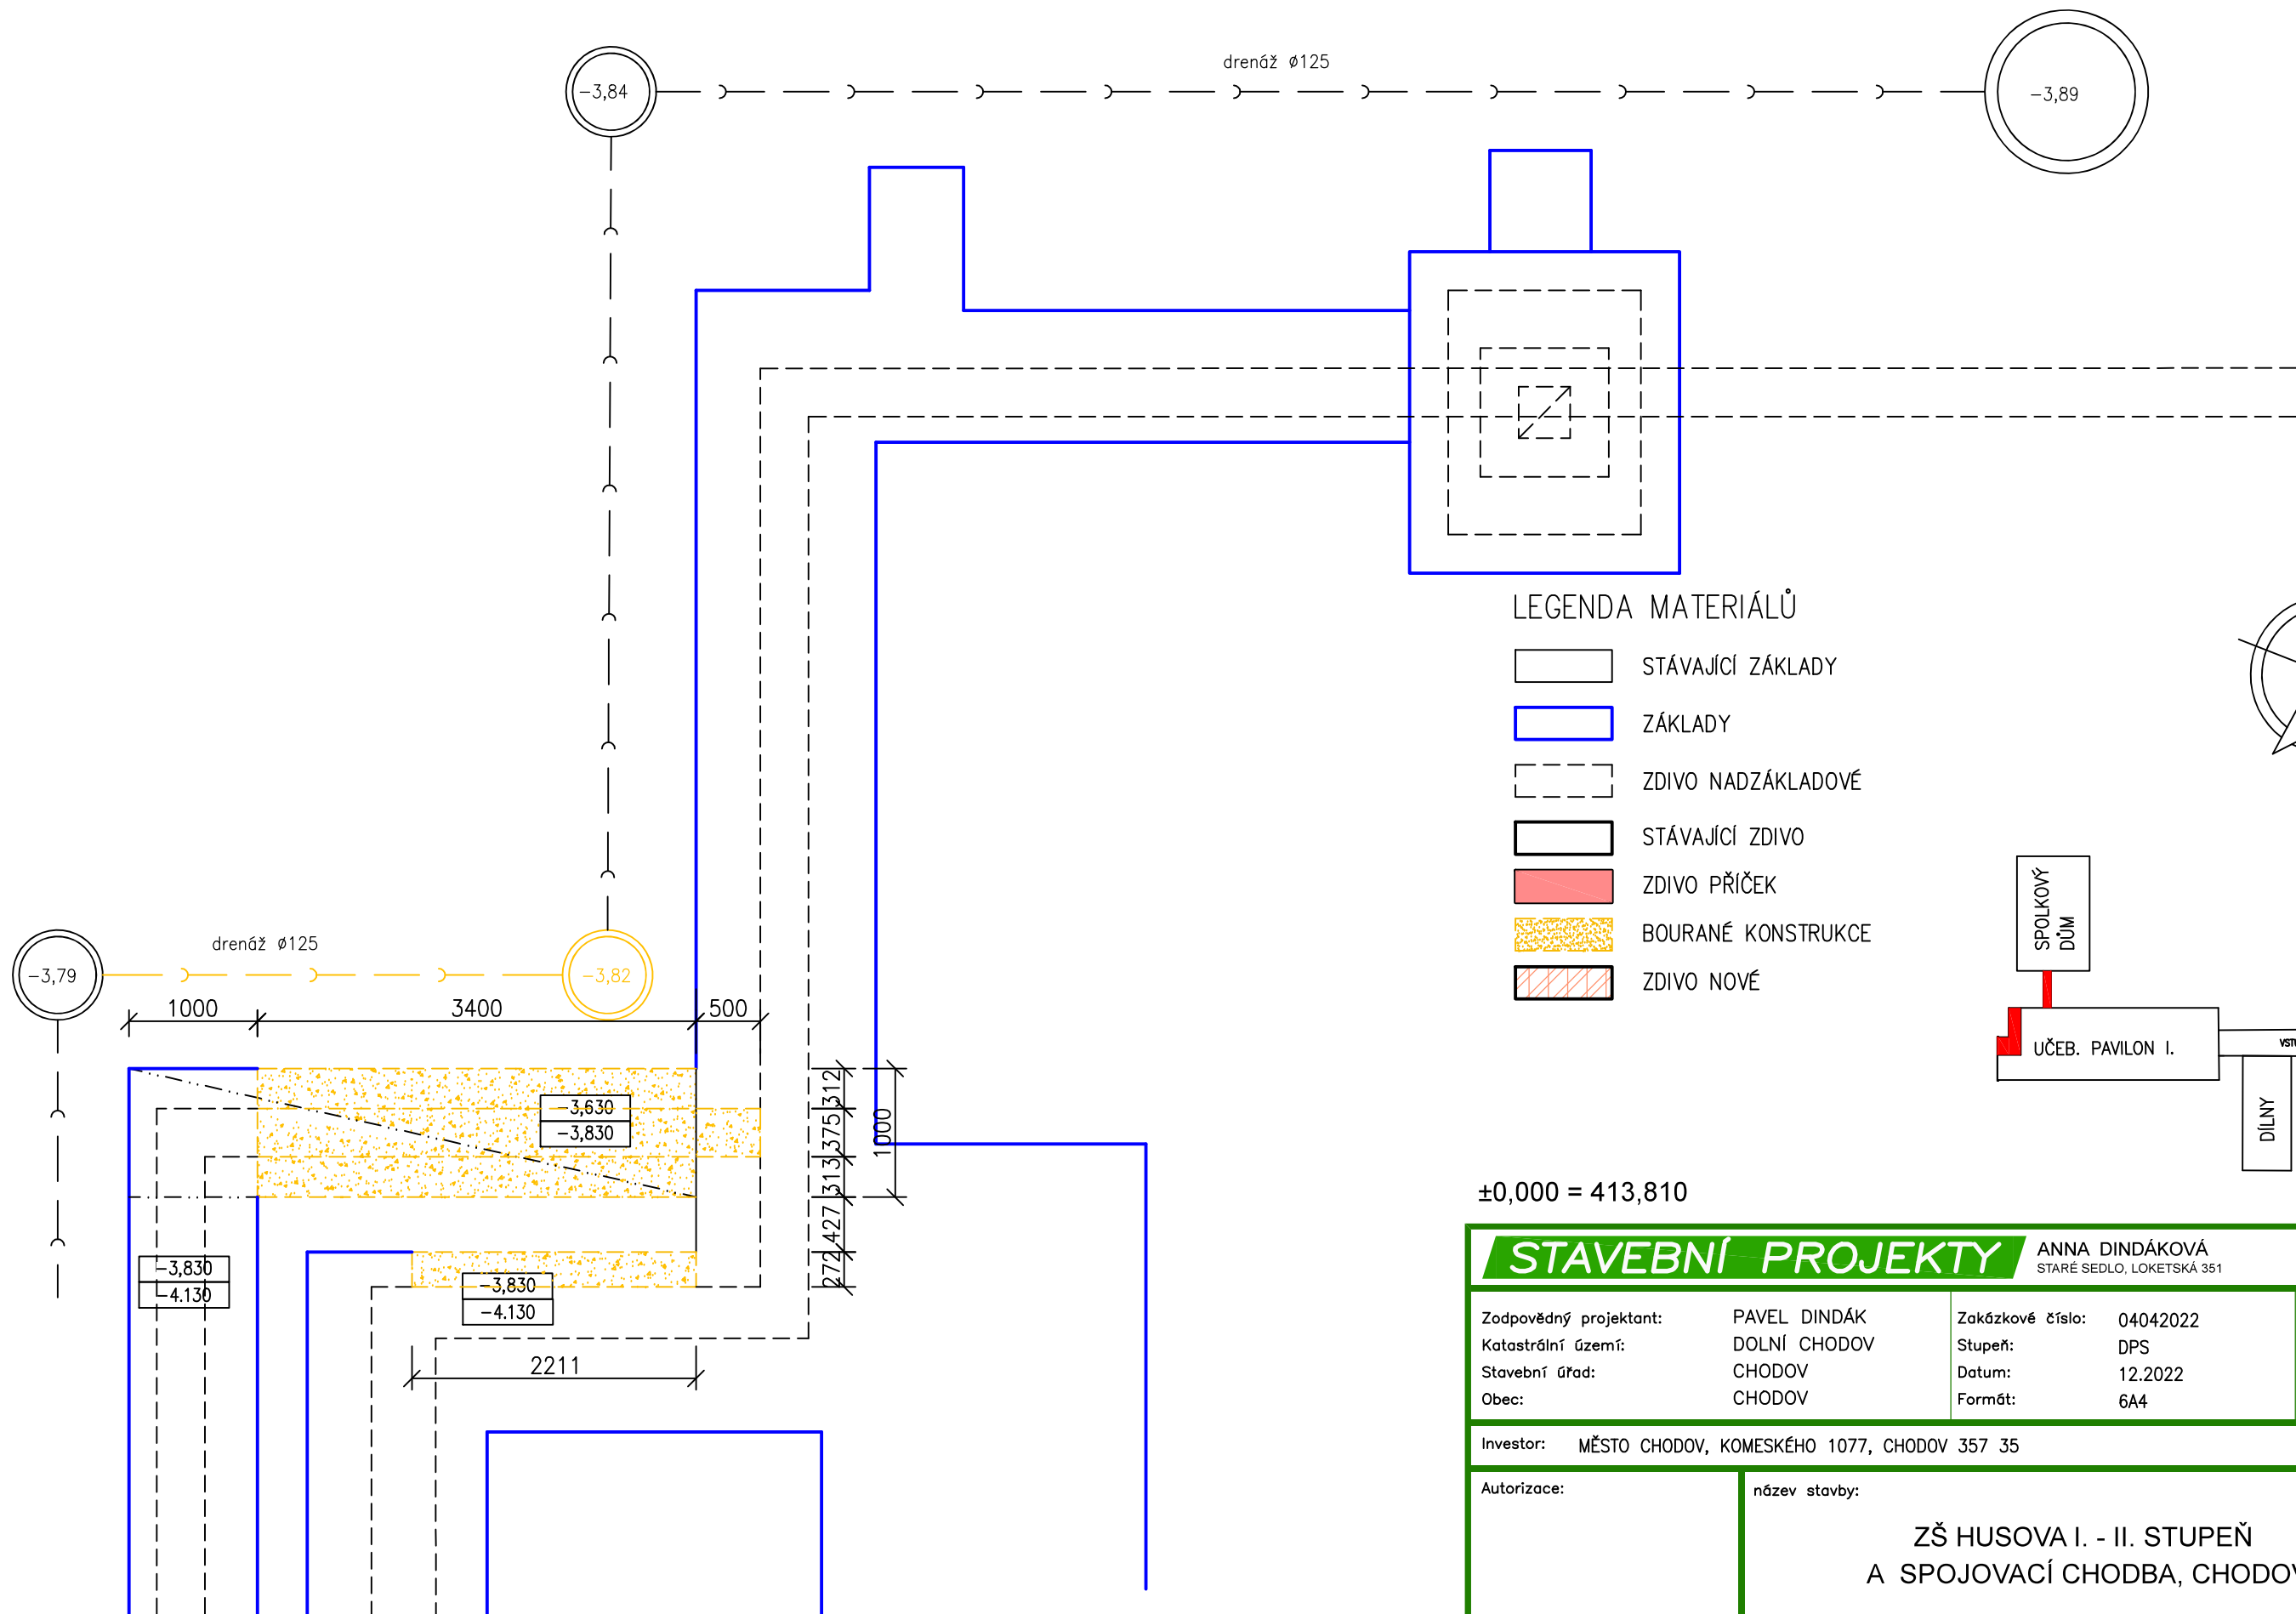 drenáž ø125
-3,84
-3,89
LEGENDA MATERIÁLŮ
STÁVAJÍCÍ ZÁKLADY
ZÁKLADY
ZDIVO NADZÁKLADOVÉ
STÁVAJÍCÍ ZDIVO
ZDIVO PŘÍČEK
BOURANÉ KONSTRUKCE
ZDIVO NOVÉ
drenáž ø125
-3,79
-3,82
1000
3400
500
312
375
313
427
272
1000
-3,630
-3,830
-3,830
-4.130
-3,830
-4.130
2211
SPOLKOVÝ
DŮM
UČEB. PAVILON I.
DÍLNY
±0,000 = 413,810
STAVEBNÍ PROJEKTY
ANNA DINDÁKOVÁ
STARÉ SEDLO, LOKETSKÁ 351
Zodpovědný projektant: PAVEL DINDÁK
Zakázkové číslo: 04042022
Katastrální území: DOLNÍ CHODOV
Stupeň: DPS
Stavební úřad: CHODOV
Datum: 12.2022
Obec: CHODOV
Formát: 6A4
Investor: MĚSTO CHODOV, KOMESKÉHO 1077, CHODOV 357 35
Autorizace:
název stavby:
ZŠ HUSOVA I. - II. STUPEŇ
A SPOJOVACÍ CHODBA, CHODOV